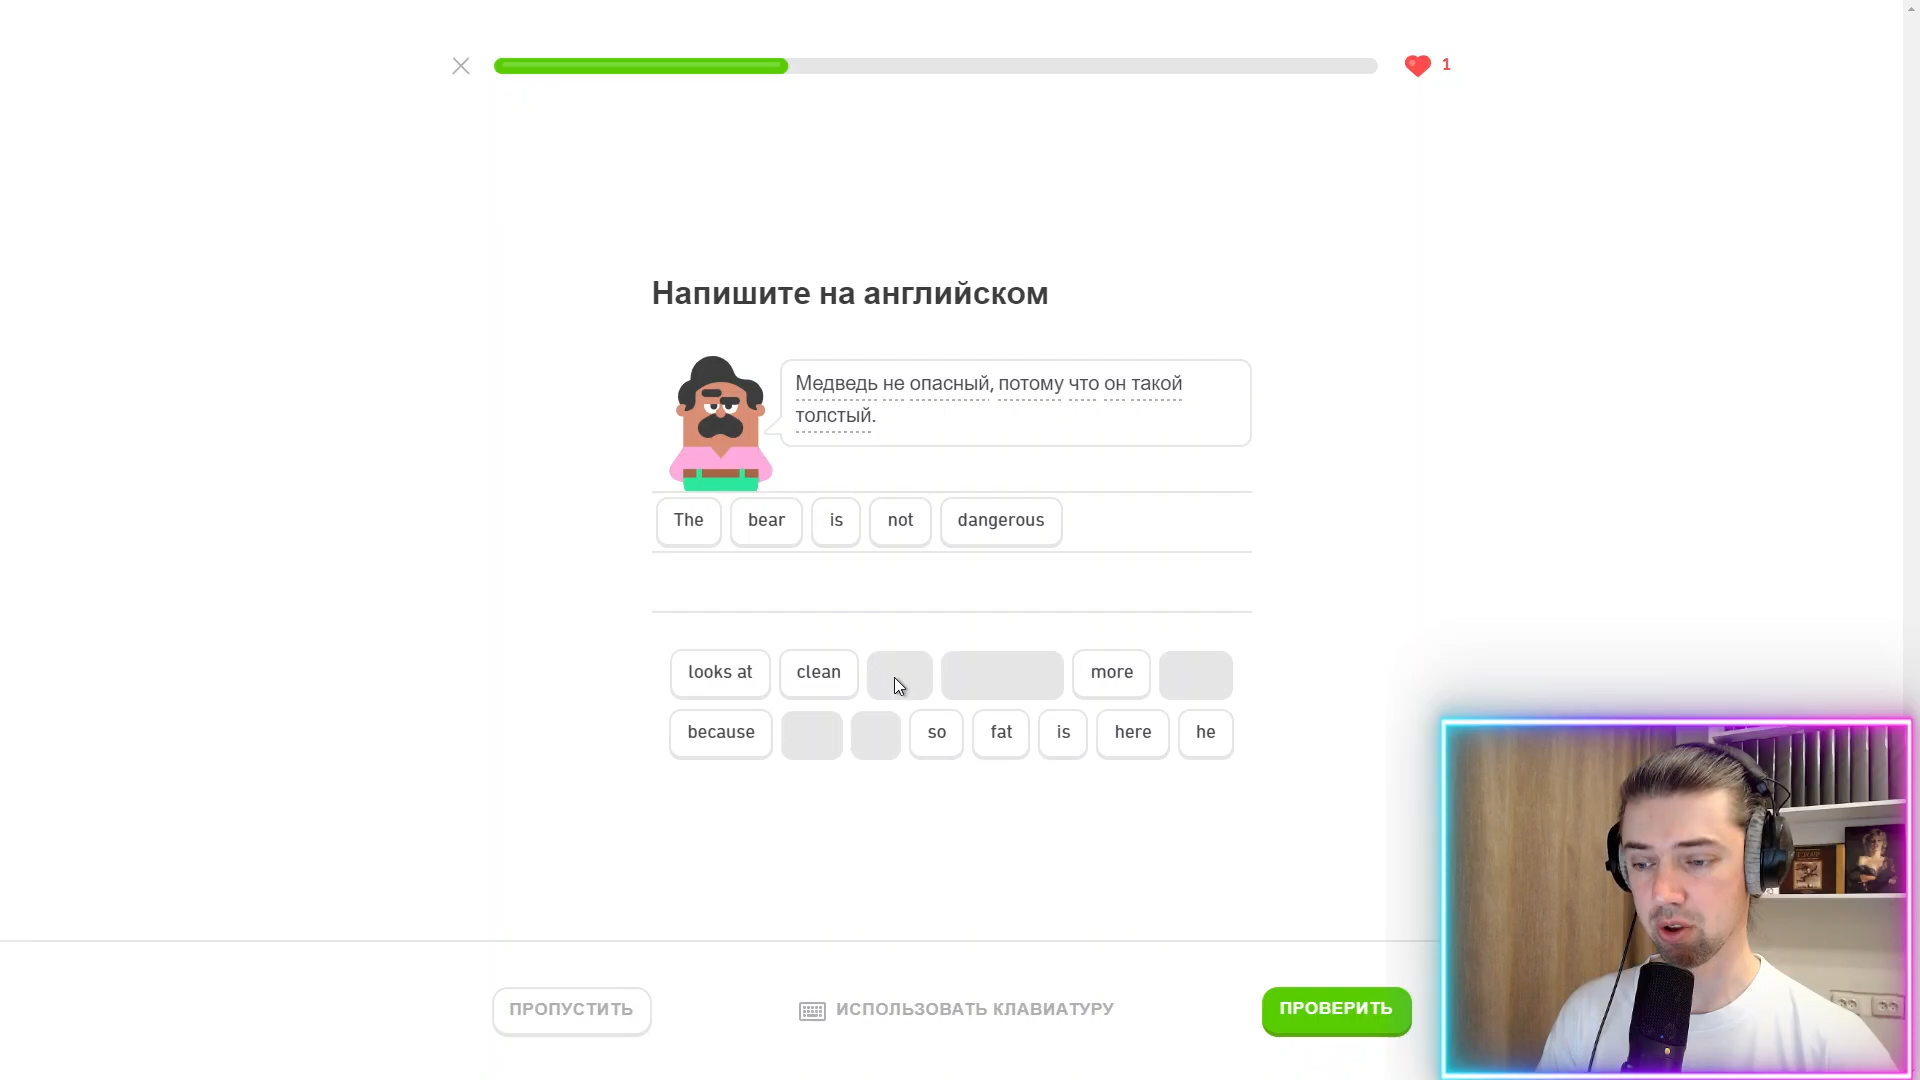 1
Напишите на английском
Медведь не опасный, потому что он такой
толстый.
The bear is not dangerous
looks at clean more
because so fat is here he
ПРОПУСТИТЬ ИСПОЛЬЗОВАТЬ КЛАВИАТУРУ ПРОВЕРИТЬ